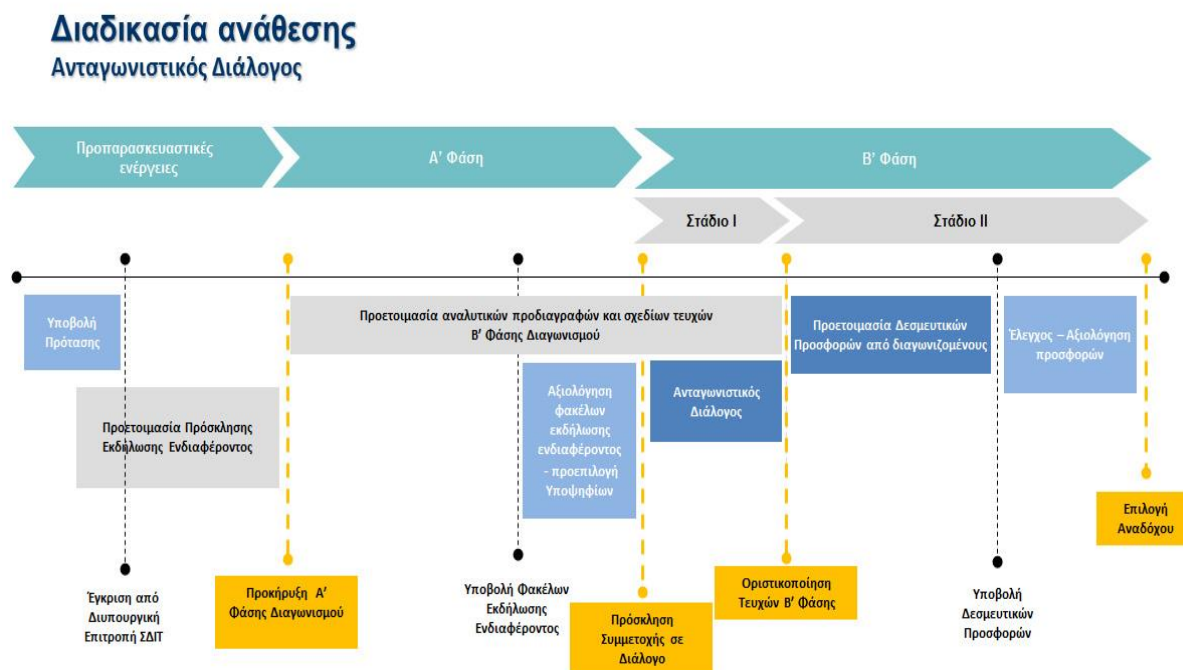 Διαδικασία ανάθεσης
Ανταγωνιστικός Διάλογος
Προπαρασκευαστικές
ενέργειες
Α' Φάση
Β' Φάση
Στάδιο Ι
Στάδιο ΙΙ
Υποβολή
Πρότασης
Προετοιμασία Πρόσκλησης
Εκδήλωσης Ενδιαφέροντος
Προετοιμασία αναλυτικών προδιαγραφών και σχεδίων τευχών
Β' Φάσης Διαγωνισμού
Αξιολόγηση
φακέλων
εκδήλωσης
ενδιαφέροντος
- προεπιλογή
Υποψηφίων
Ανταγωνιστικός
Διάλογος
Προετοιμασία Δεσμευτικών
Προσφορών από διαγωνιζομένους
Έλεγχος – Αξιολόγηση
προσφορών
Έγκριση από
Διυπουργική
Επιτροπή ΣΔΙΤ
Προκήρυξη Α'
Φάσης Διαγωνισμού
Υποβολή Φακέλων
Εκδήλωσης
Ενδιαφέροντος
Πρόσκληση
Συμμετοχής σε
Διάλογο
Οριστικοποίηση
Τευχών Β' Φάσης
Υποβολή
Δεσμευτικών
Προσφορών
Επιλογή
Αναδόχου